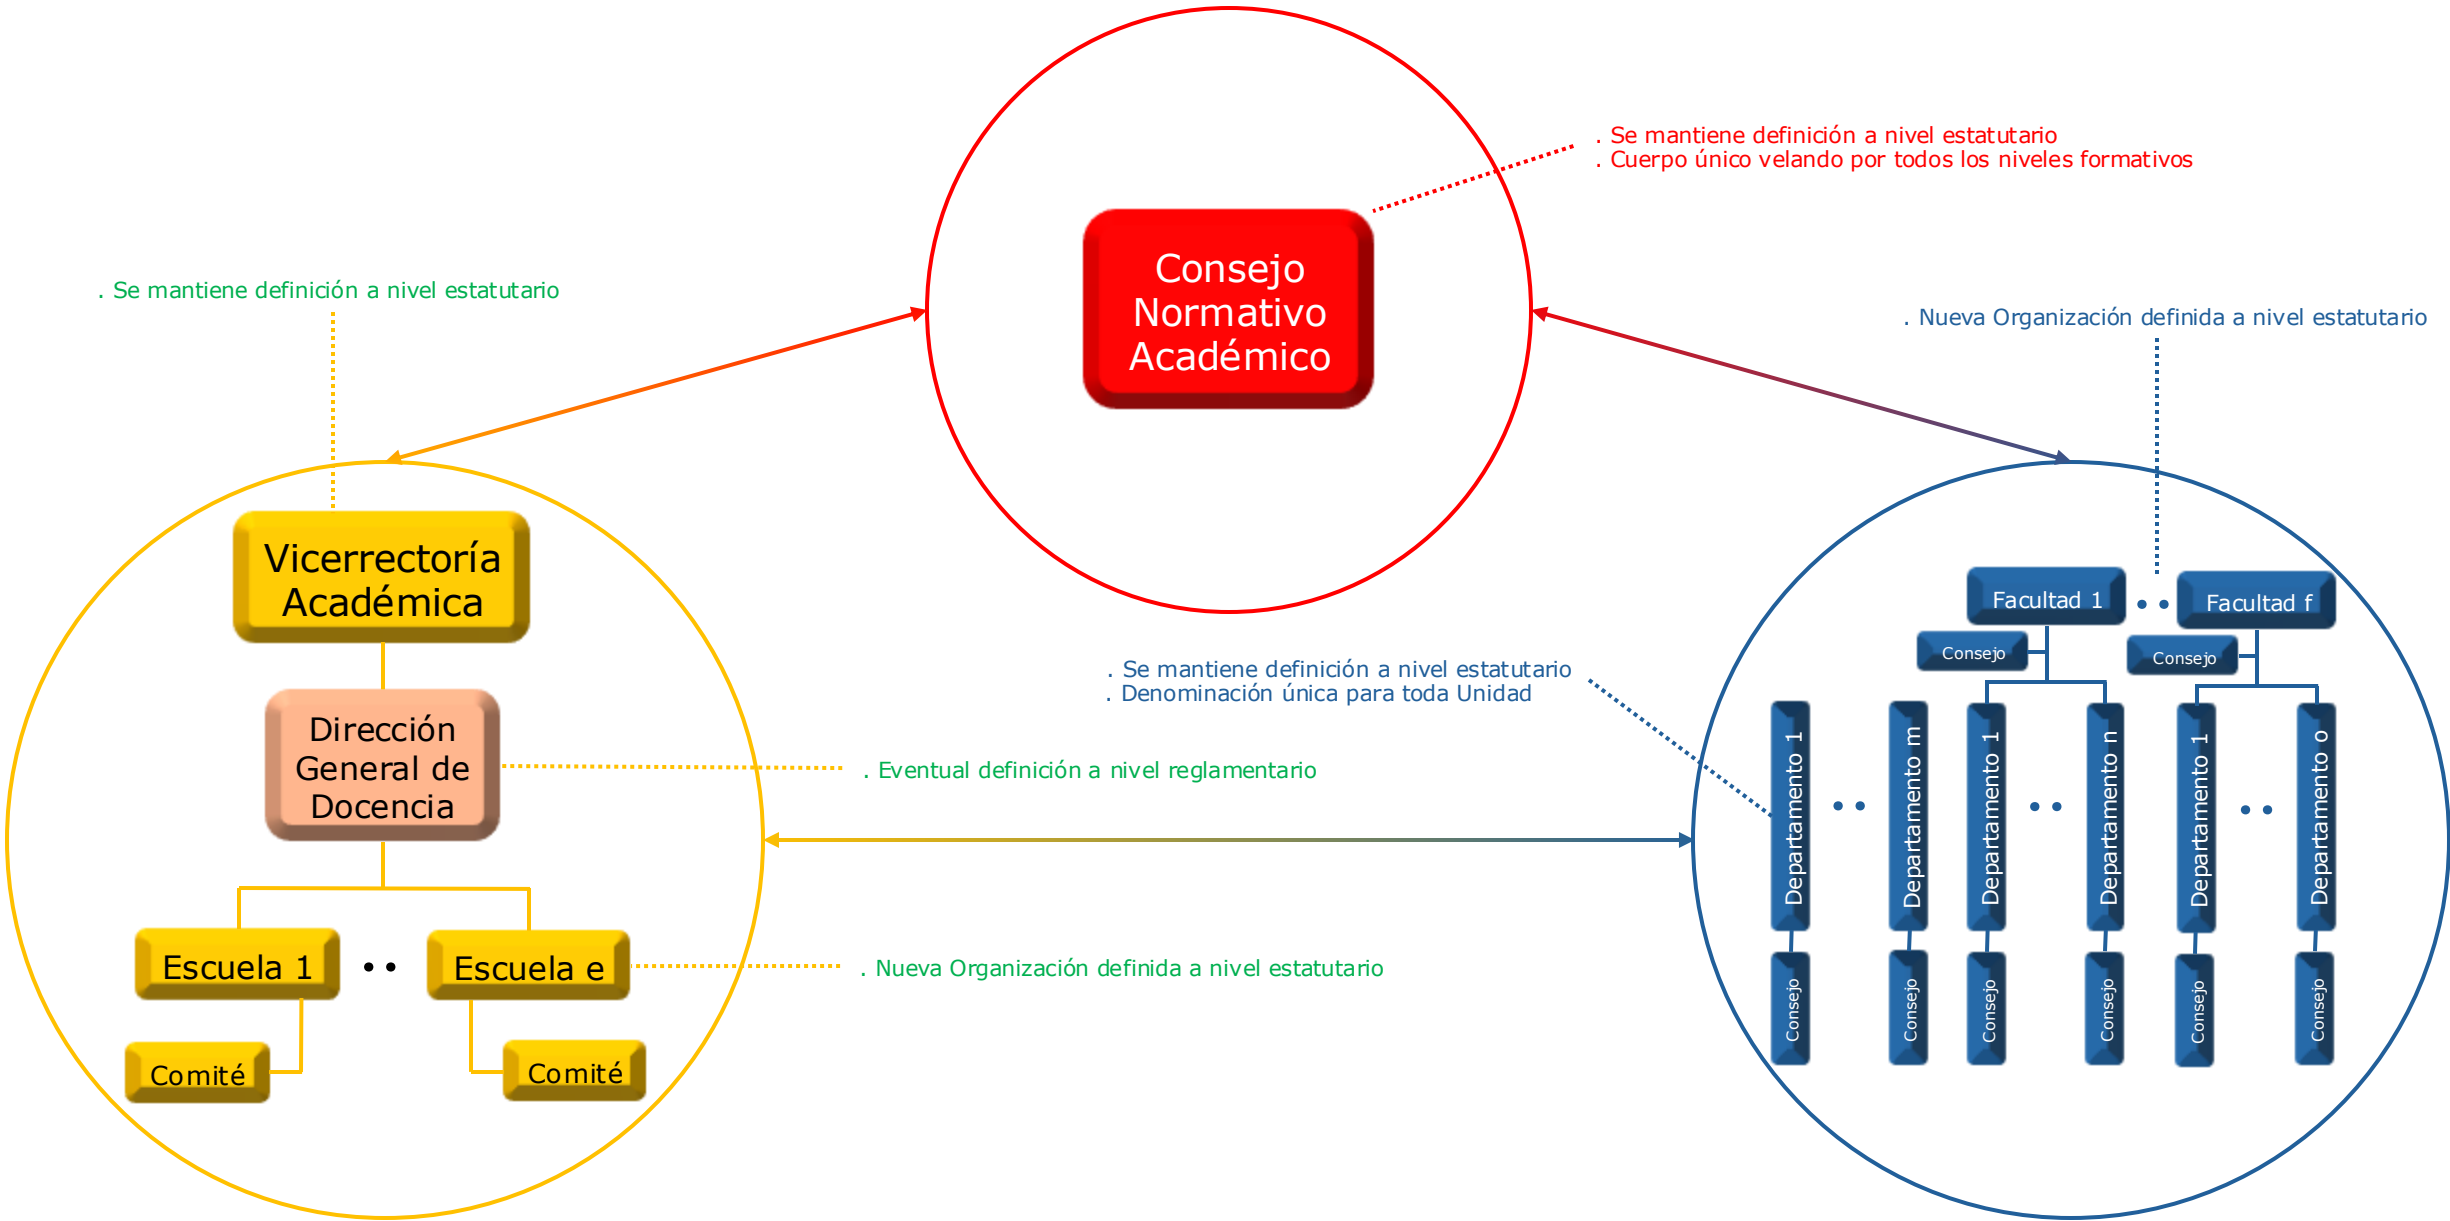 . Se mantiene definición a nivel estatutario
. Cuerpo único velando por todos los niveles formativos
Consejo
Normativo
Académico
. Se mantiene definición a nivel estatutario
. Nueva Organización definida a nivel estatutario
Vicerrectoría
Académica
Dirección
General de
Docencia
. Eventual definición a nivel reglamentario
Escuela 1
Escuela e
. Nueva Organización definida a nivel estatutario
Comité
Comité
. Se mantiene definición a nivel estatutario
. Denominación única para toda Unidad
Facultad 1
Facultad f
Consejo
Consejo
Departamento 1
Departamento m
Departamento 1
Departamento n
Departamento 1
Departamento o
Consejo
Consejo
Consejo
Consejo
Consejo
Consejo